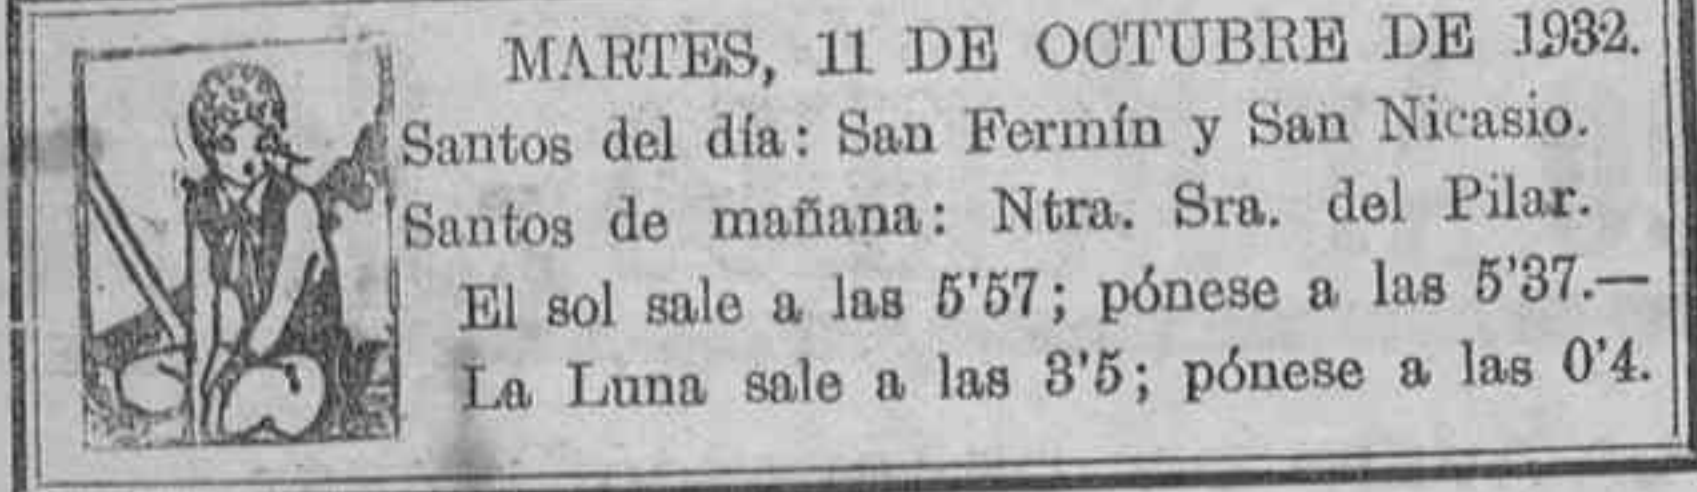 MARTES, 11 DE OCTUBRE DE 1932.
Santos del día: San Fermín y San Nicasio.
Santos de mañana: Ntra. Sra. del Pilar.
El sol sale a las 5'57; pónese a las 5'37.—
La Luna sale a las 3'5; pónese a las 0'4.